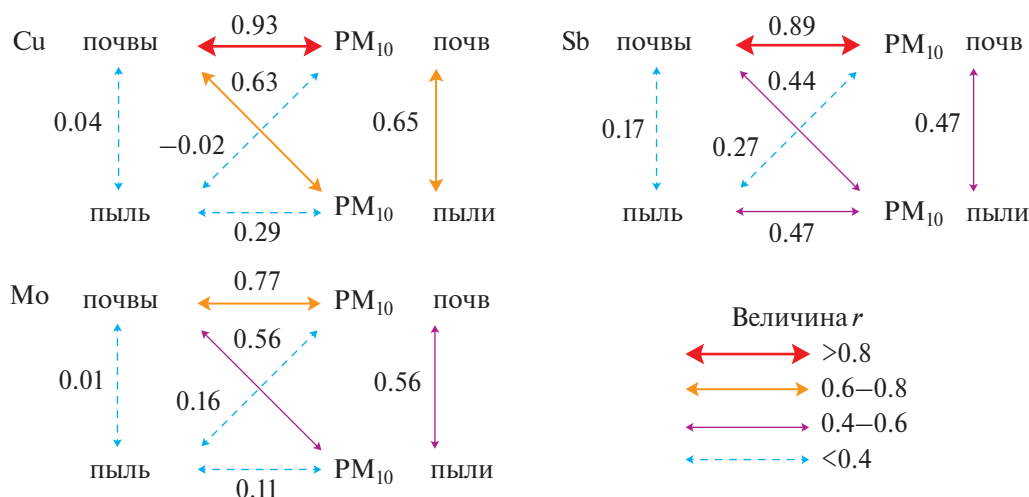 Cu почвы 0.93 PM₁₀ почв
0.63
0.04 −0.02 0.65
пыль 0.29 PM₁₀ пыли
Sb почвы 0.89 PM₁₀ почв
0.44
0.17 0.27 0.47
пыль 0.47 PM₁₀ пыли
Mo почвы 0.77 PM₁₀ почв
0.56
0.01 0.16 0.56
пыль 0.11 PM₁₀ пыли
Величина r
>0.8
0.6–0.8
0.4–0.6
<0.4